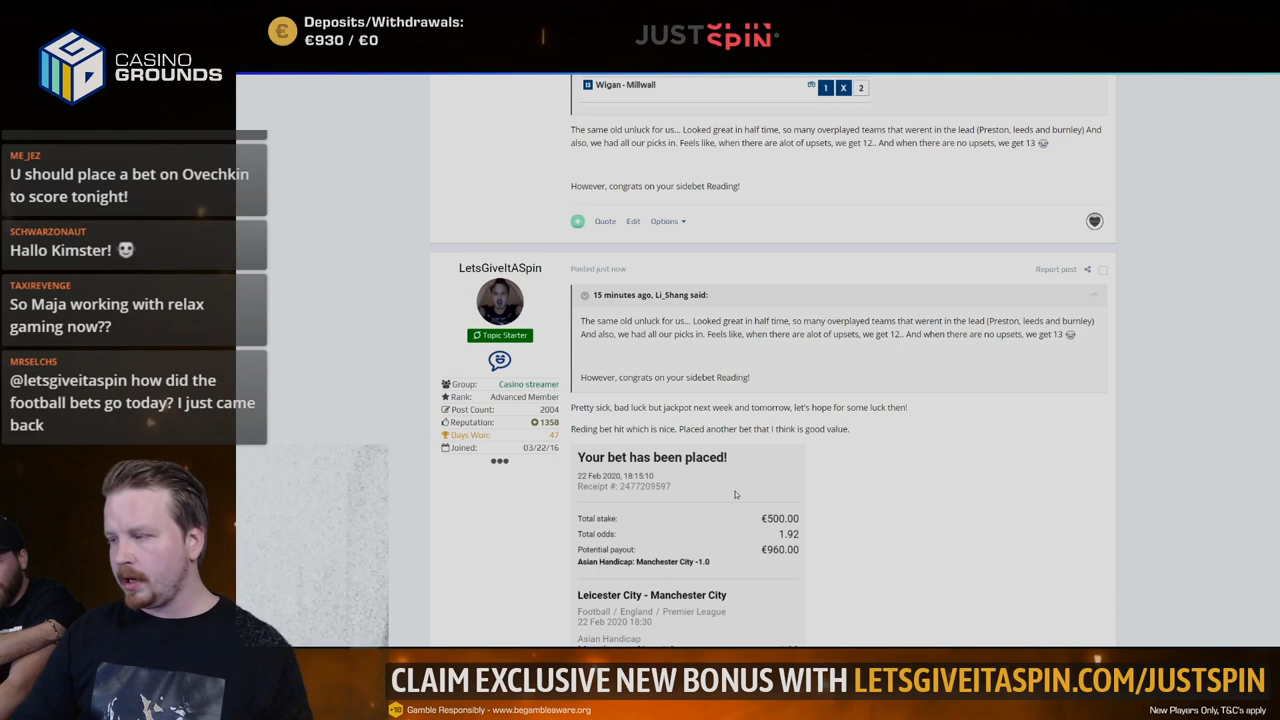 Deposits/Withdrawals:
€930 / €0
JUST SPIN
CASINO
GROUNDS
ME_JEZ
U should place a bet on Ovechkin
to score tonight!
SCHWARZONAUT
Hallo Kimster!
TAXIREVENGE
So Maja working with relax
gaming now??
MRSELCH5
@letsgiveitaspin how did the
football bets go today? I just came
back
13 Wigan - Millwall 1 X 2
The same old unluck for us... Looked great in half time, so many overplayed teams that werent in the lead (Preston, leeds and burnley) And
also, we had all our picks in. Feels like, when there are alot of upsets, we get 12.. And when there are no upsets, we get 13
However, congrats on your sidebet Reading!
Quote Edit Options
LetsGiveItASpin
Topic Starter
Group: Casino streamer
Rank: Advanced Member
Post Count: 2004
Reputation: 1358
Days Won: 47
Joined: 03/22/16
Posted just now Report post
15 minutes ago, Li_Shang said:
The same old unluck for us... Looked great in half time, so many overplayed teams that werent in the lead (Preston, leeds and burnley)
And also, we had all our picks in. Feels like, when there are alot of upsets, we get 12.. And when there are no upsets, we get 13
However, congrats on your sidebet Reading!
Pretty sick, bad luck but jackpot next week and tomorrow, let's hope for some luck then!
Reding bet hit which is nice. Placed another bet that I think is good value.
Your bet has been placed!
22 Feb 2020, 18:15:10
Receipt #: 2477209597
Total stake: €500.00
Total odds: 1.92
Potential payout: €960.00
Asian Handicap: Manchester City -1.0
Leicester City - Manchester City
Football / England / Premier League
22 Feb 2020 18:30
Asian Handicap
CLAIM EXCLUSIVE NEW BONUS WITH LETSGIVEITASPIN.COM/JUSTSPIN
+18 Gamble Responsibly - www.begambleaware.org
New Players Only, T&C's apply